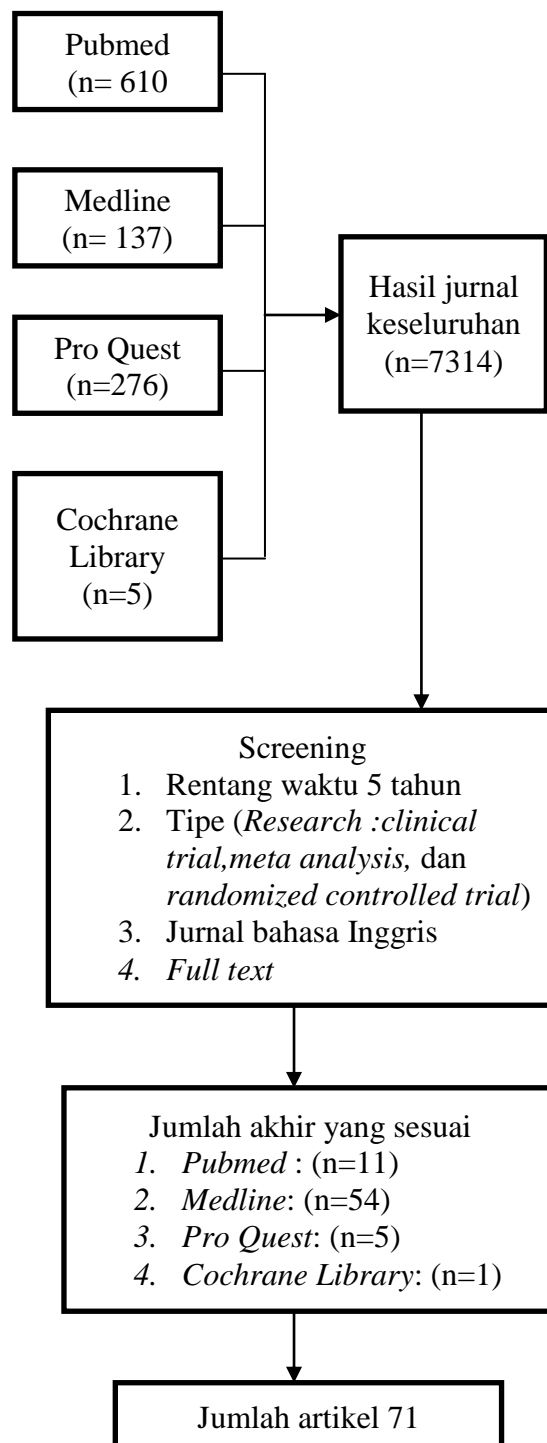 Pubmed
(n= 610
Medline
(n= 137)
Pro Quest
(n=276)
Cochrane
Library
(n=5)
Hasil jurnal
keseluruhan
(n=7314)
Screening
1. Rentang waktu 5 tahun
2. Tipe (Research :clinical
trial,meta analysis, dan
randomized controlled trial)
3. Jurnal bahasa Inggris
4. Full text
Jumlah akhir yang sesuai
1. Pubmed : (n=11)
2. Medline: (n=54)
3. Pro Quest: (n=5)
4. Cochrane Library: (n=1)
Jumlah artikel 71